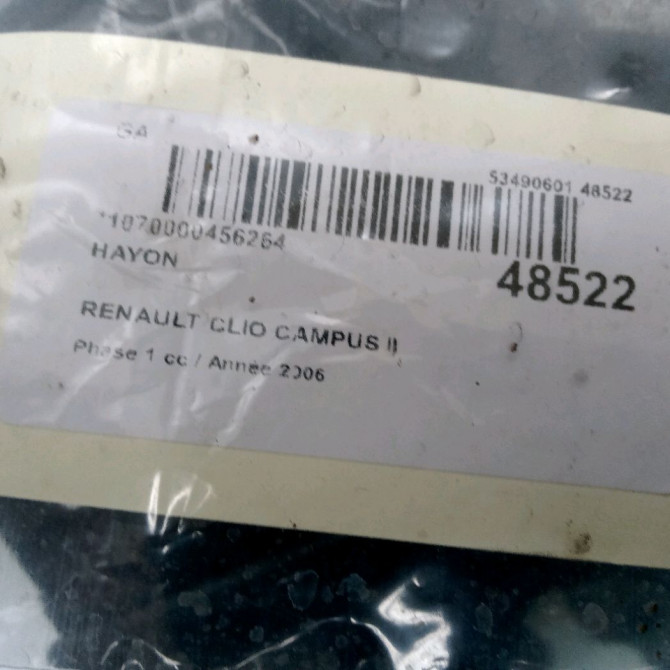 GA
53490601 48522
*1070000456264
HAYON
48522
RENAULT CLIO CAMPUS II
Phase 1 cc / Année 2006